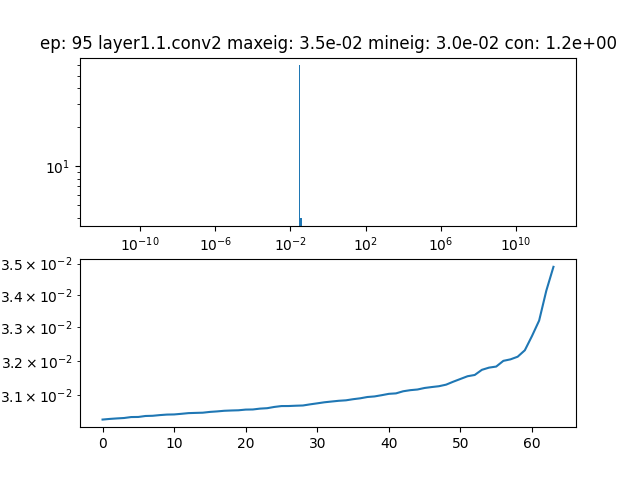 ep: 95 layer1.1.conv2 maxeig: 3.5e-02 mineig: 3.0e-02 con: 1.2e+00
10¹
10⁻¹⁰ 10⁻⁶ 10⁻² 10² 10⁶ 10¹⁰
3.5 × 10⁻²
3.4 × 10⁻²
3.3 × 10⁻²
3.2 × 10⁻²
3.1 × 10⁻²
0 10 20 30 40 50 60